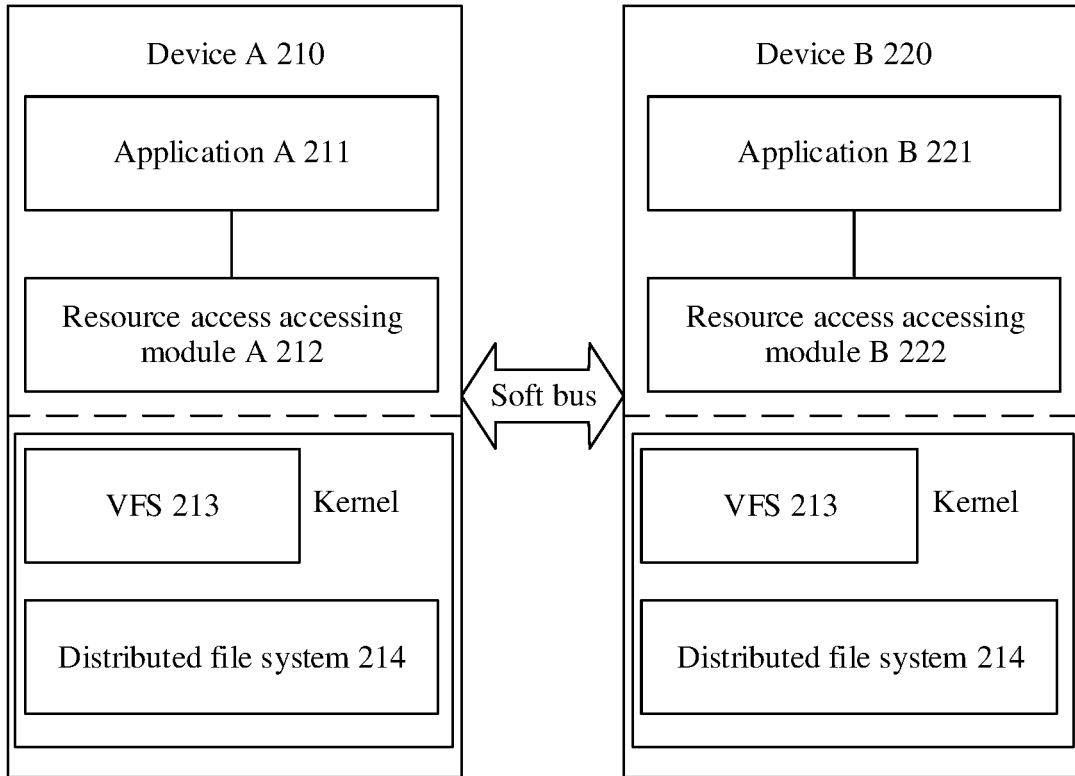 Device A 210
Application A 211
Resource access accessing
module A 212
VFS 213
Kernel
Distributed file system 214
Soft bus
Device B 220
Application B 221
Resource access accessing
module B 222
VFS 213
Kernel
Distributed file system 214